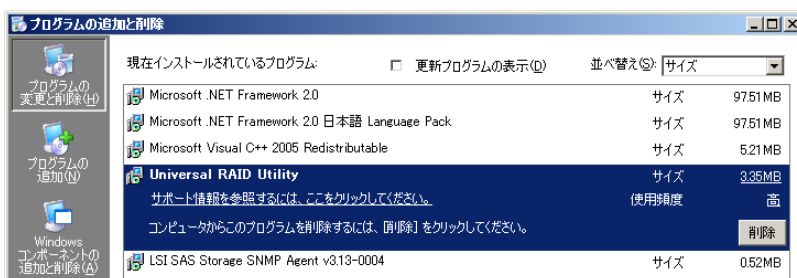 プログラムの追加と削除
プログラムの
変更と削除(H)
プログラムの
追加(N)
Windows
コンポーネントの
追加と削除(A)
現在インストールされているプログラム:
更新プログラムの表示(D)
並べ替え(S): サイズ
Microsoft .NET Framework 2.0 サイズ 97.51MB
Microsoft .NET Framework 2.0 日本語 Language Pack サイズ 97.51MB
Microsoft Visual C++ 2005 Redistributable サイズ 5.21MB
Universal RAID Utility サイズ 3.35MB
サポート情報を参照するには、ここをクリックしてください。 使用頻度 高
コンピュータからこのプログラムを削除するには、[削除] をクリックしてください。 削除
LSI SAS Storage SNMP Agent v3.13-0004 サイズ 0.52MB